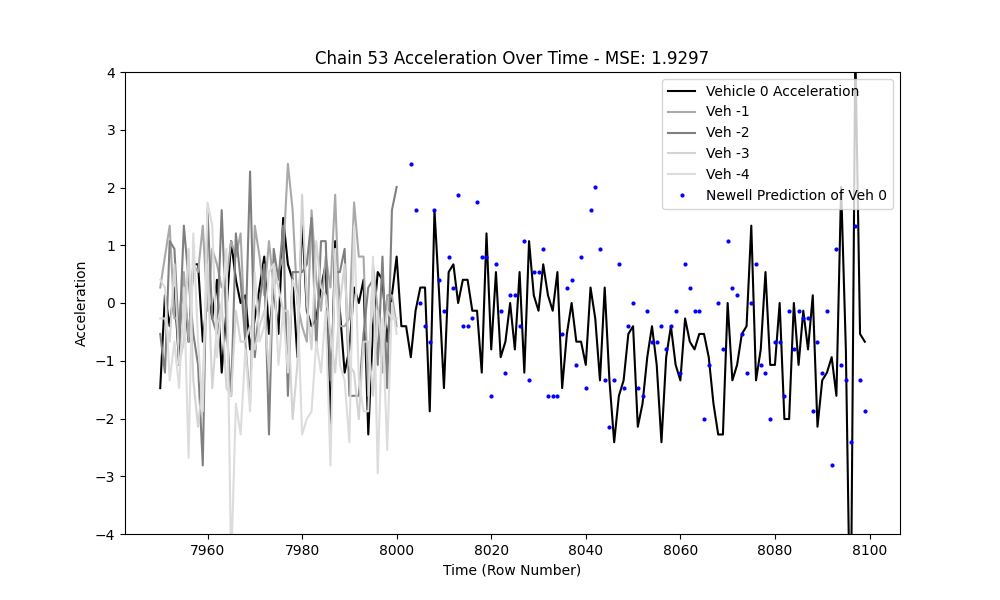 Chain 53 Acceleration Over Time - MSE: 1.9297
Vehicle 0 Acceleration
Veh -1
Veh -2
Veh -3
Veh -4
Newell Prediction of Veh 0
Acceleration
4
3
2
1
0
−1
−2
−3
−4
7960 7980 8000 8020 8040 8060 8080 8100
Time (Row Number)